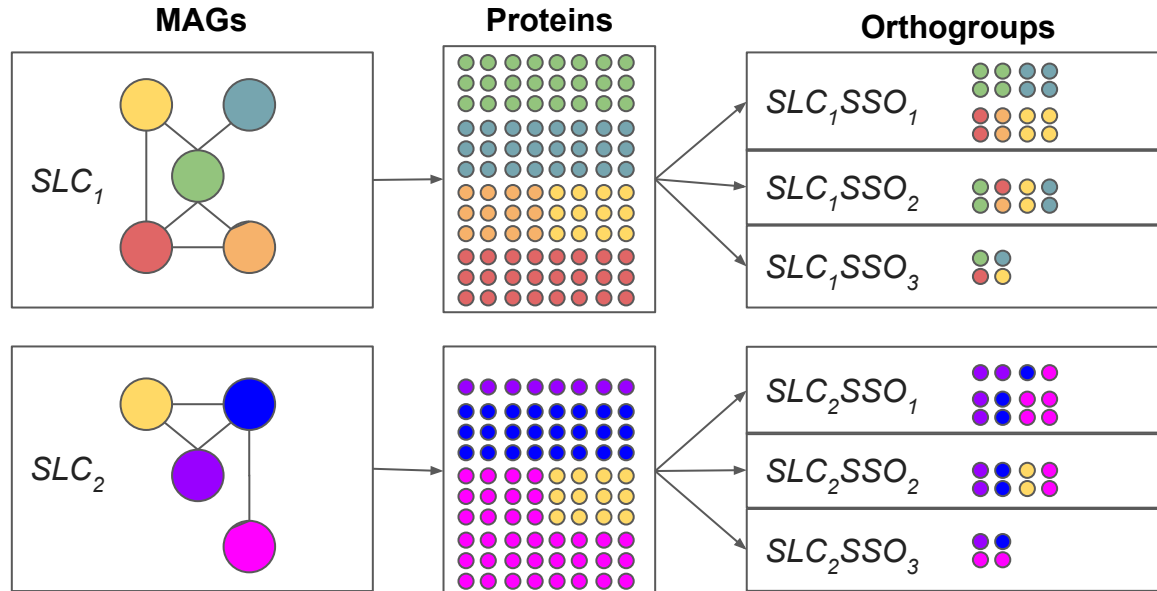 MAGs
Proteins
Orthogroups
SLC₁
SLC₁SSO₁
SLC₁SSO₂
SLC₁SSO₃
SLC₂
SLC₂SSO₁
SLC₂SSO₂
SLC₂SSO₃